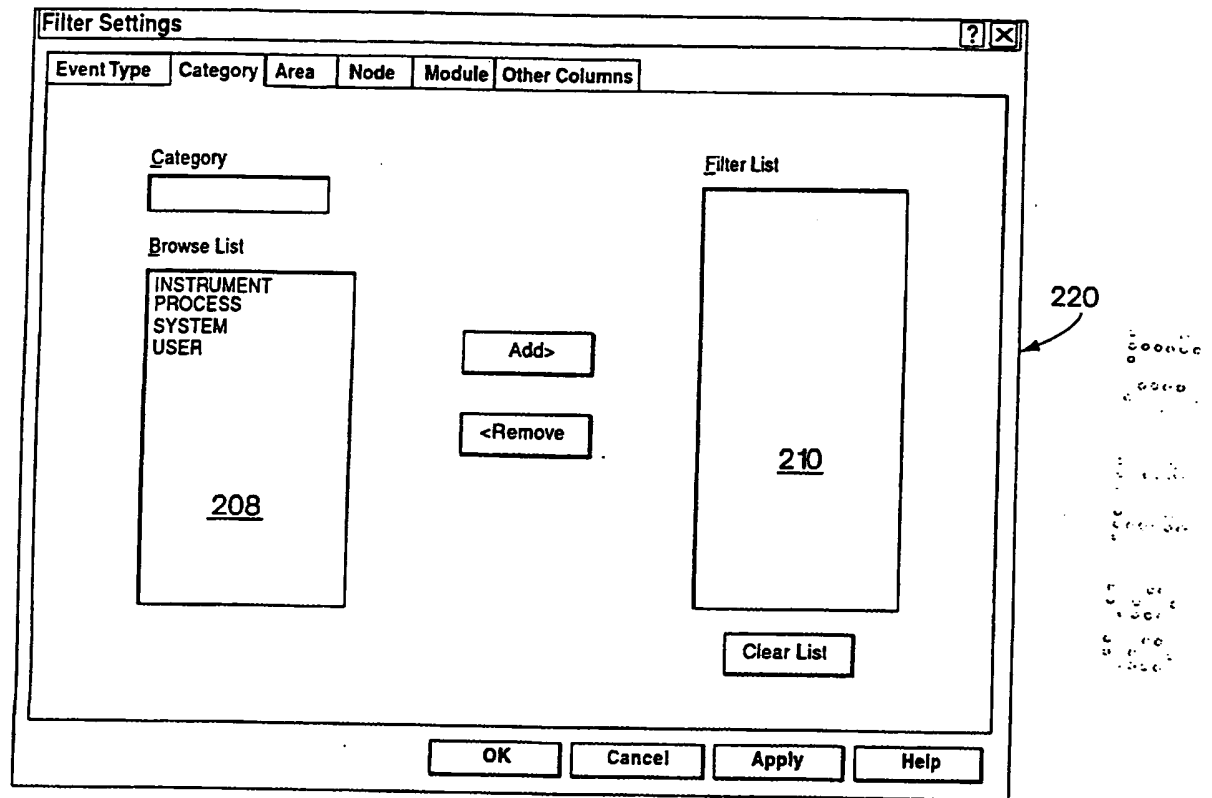 Filter Settings
? X
Event Type Category Area Node Module Other Columns
Category
Filter List
Browse List
INSTRUMENT
PROCESS
SYSTEM
USER
220
Add>
<Remove
210
208
Clear List
OK Cancel Apply Help